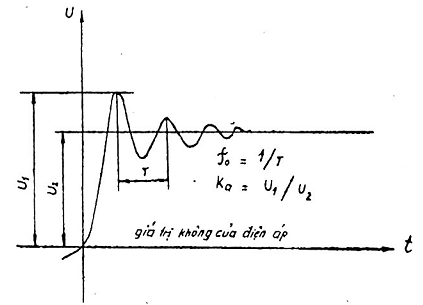 U
U₁
U₂
T
f₀ = 1/T
Ka = U₁ / U₂
giá trị không của điện áp
t